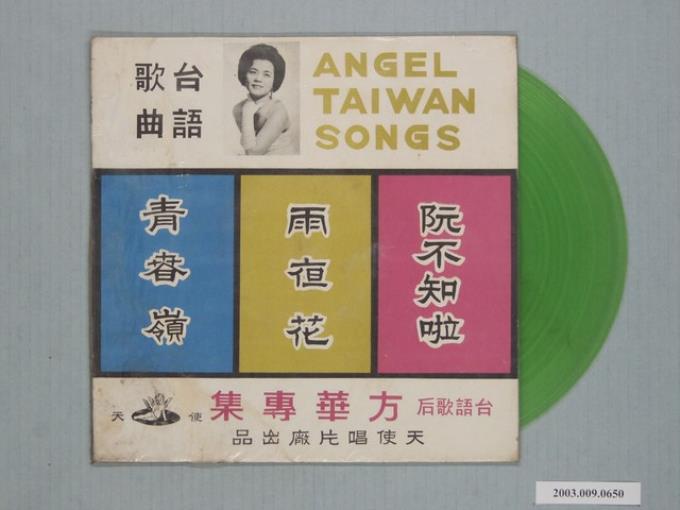 台語
歌曲
ANGEL
TAIWAN
SONGS
阮不知啦
雨夜花
青春嶺
台語歌后
方華專集
天使
天使唱片廠出品
2003.009.0650